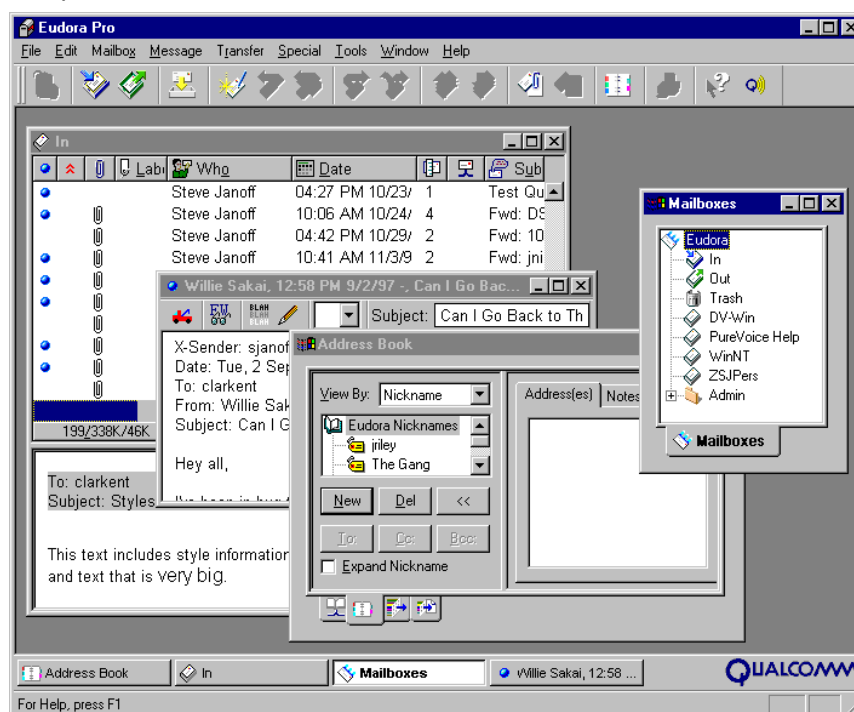 Eudora Pro
File Edit Mailbox Message Transfer Special Tools Window Help
In
Labe Who Date Sub
Steve Janoff 04:27 PM 10/23/ 1 Test Qu
Steve Janoff 10:06 AM 10/24/ 4 Fwd: DS
Steve Janoff 04:42 PM 10/29/ 2 Fwd: 10
Steve Janoff 10:41 AM 11/3/9 2 Fwd: jni
199/338K/46K
To: clarkent
Subject: Styles
This text includes style information
and text that is very big.
Willie Sakai, 12:58 PM 9/2/97 -, Can I Go Bac...
BLAH
BLAH
BLAH
Subject: Can I Go Back to Th
X-Sender: sjanof
Date: Tue, 2 Sep
To: clarkent
From: Willie Sak
Subject: Can I G
Hey all,
Address Book
View By: Nickname
Eudora Nicknames
jriley
The Gang
New Del <<
To: Cc: Bcc:
Expand Nickname
Address(es) Notes
Mailboxes
Eudora
In
Out
Trash
DV-Win
PureVoice Help
WinNT
ZSJPers
Admin
Mailboxes
Address Book In Mailboxes Willie Sakai, 12:58 ...
QUALCOMM
For Help, press F1